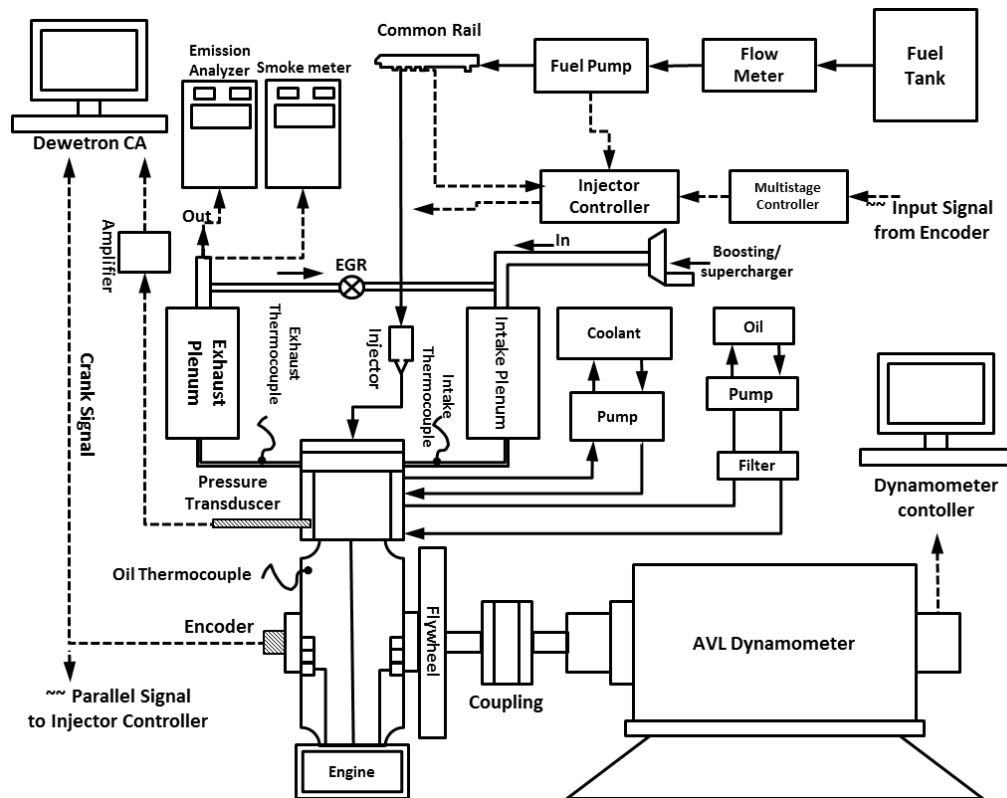 Common Rail
Emission
Analyzer
Smoke meter
Fuel Pump
Flow
Meter
Fuel
Tank
Dewetron CA
Injector
Controller
Multistage
Controller
~~ Input Signal
from Encoder
Out
Amplifier
In
Boosting/
supercharger
EGR
Exhaust
Plenum
Exhaust
Thermocouple
Injector
Intake
Thermocouple
Intake Plenum
Coolant
Pump
Oil
Pump
Filter
Crank Signal
Pressure
Transduscer
Dynamometer
contoller
Oil Thermocouple
Encoder
Flywheel
Coupling
AVL Dynamometer
~~ Parallel Signal
to Injector Controller
Engine